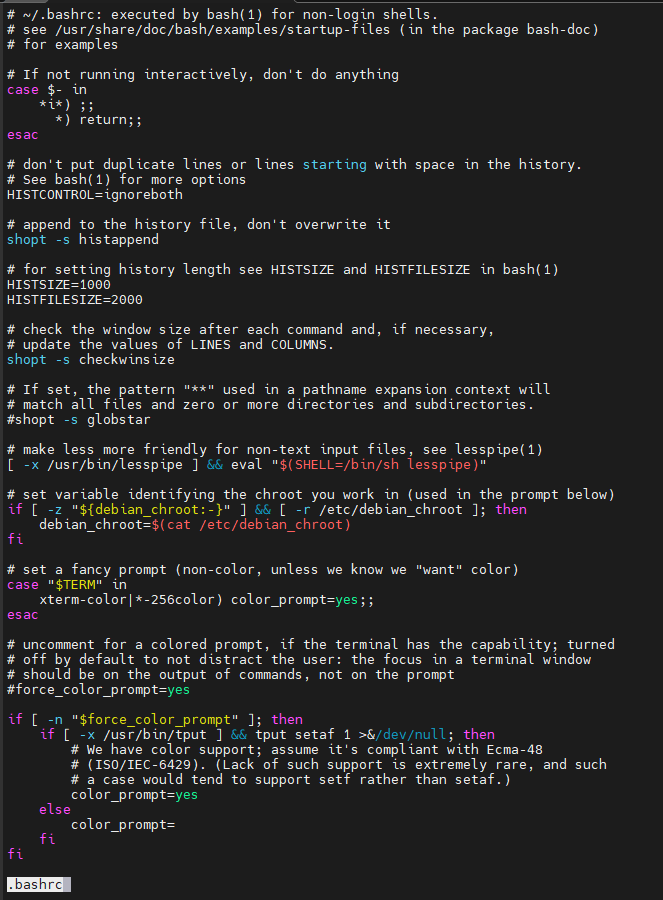 # ~/.bashrc: executed by bash(1) for non-login shells.
# see /usr/share/doc/bash/examples/startup-files (in the package bash-doc)
# for examples

# If not running interactively, don't do anything
case $- in
    *i*) ;;
      *) return;;
esac

# don't put duplicate lines or lines starting with space in the history.
# See bash(1) for more options
HISTCONTROL=ignoreboth

# append to the history file, don't overwrite it
shopt -s histappend

# for setting history length see HISTSIZE and HISTFILESIZE in bash(1)
HISTSIZE=1000
HISTFILESIZE=2000

# check the window size after each command and, if necessary,
# update the values of LINES and COLUMNS.
shopt -s checkwinsize

# If set, the pattern "**" used in a pathname expansion context will
# match all files and zero or more directories and subdirectories.
#shopt -s globstar

# make less more friendly for non-text input files, see lesspipe(1)
[ -x /usr/bin/lesspipe ] && eval "$(SHELL=/bin/sh lesspipe)"

# set variable identifying the chroot you work in (used in the prompt below)
if [ -z "${debian_chroot:-}" ] && [ -r /etc/debian_chroot ]; then
    debian_chroot=$(cat /etc/debian_chroot)
fi

# set a fancy prompt (non-color, unless we know we "want" color)
case "$TERM" in
    xterm-color|*-256color) color_prompt=yes;;
esac

# uncomment for a colored prompt, if the terminal has the capability; turned
# off by default to not distract the user: the focus in a terminal window
# should be on the output of commands, not on the prompt
#force_color_prompt=yes

if [ -n "$force_color_prompt" ]; then
    if [ -x /usr/bin/tput ] && tput setaf 1 >&/dev/null; then
        # We have color support; assume it's compliant with Ecma-48
        # (ISO/IEC-6429). (Lack of such support is extremely rare, and such
        # a case would tend to support setf rather than setaf.)
        color_prompt=yes
    else
        color_prompt=
    fi
fi

.bashrc